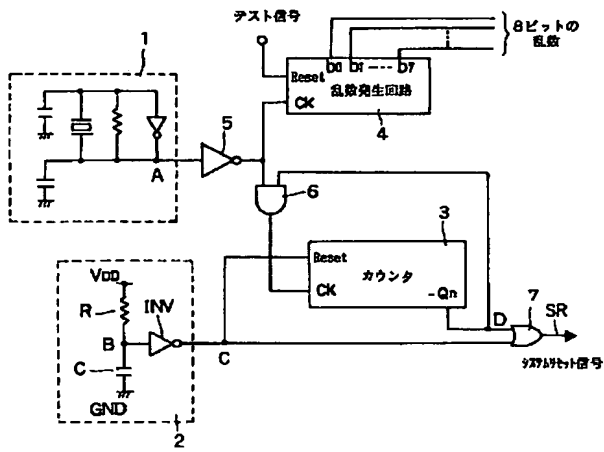 テスト信号
1
D0 D1 ---- D7
8ビットの
乱数
Reset
乱数発生回路
CK
4
5
A
6
3
Reset
カウンタ
CK
-Qn
VDD
R
INV
B
C
C
GND
2
D
7
SR
システムリセット信号